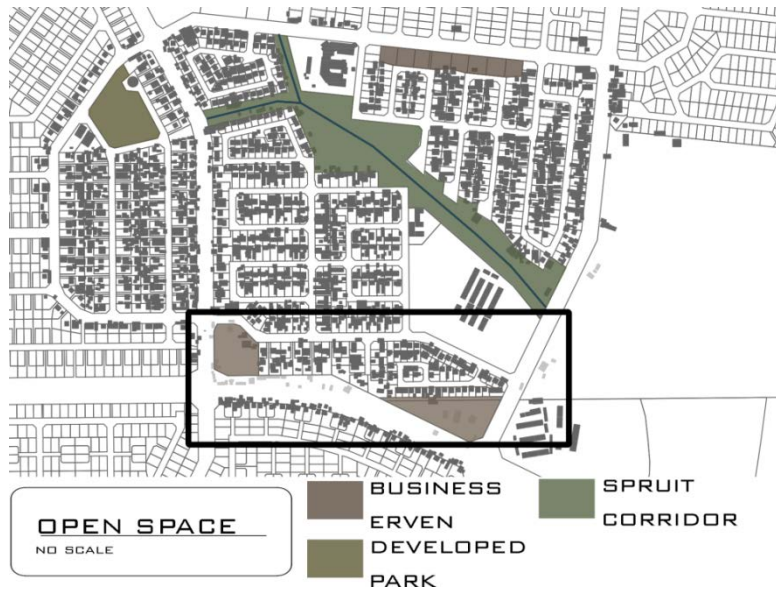 OPEN SPACE
NO SCALE
BUSINESS
ERVEN
DEVELOPED
PARK
SPRUIT
CORRIDOR